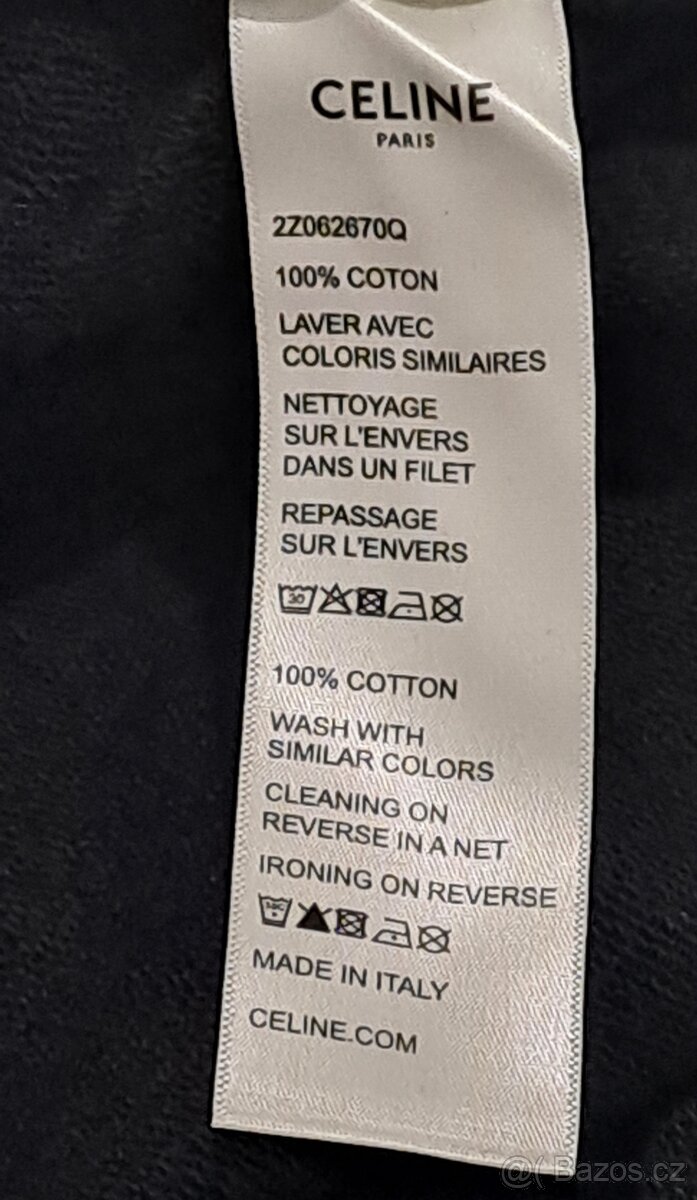 CELINE
PARIS
2Z062670Q
100% COTON
LAVER AVEC
COLORIS SIMILAIRES
NETTOYAGE
SUR L'ENVERS
DANS UN FILET
REPASSAGE
SUR L'ENVERS
30
100% COTTON
WASH WITH
SIMILAR COLORS
CLEANING ON
REVERSE IN A NET
IRONING ON REVERSE
MADE IN ITALY
CELINE.COM
@( Bazos.cz